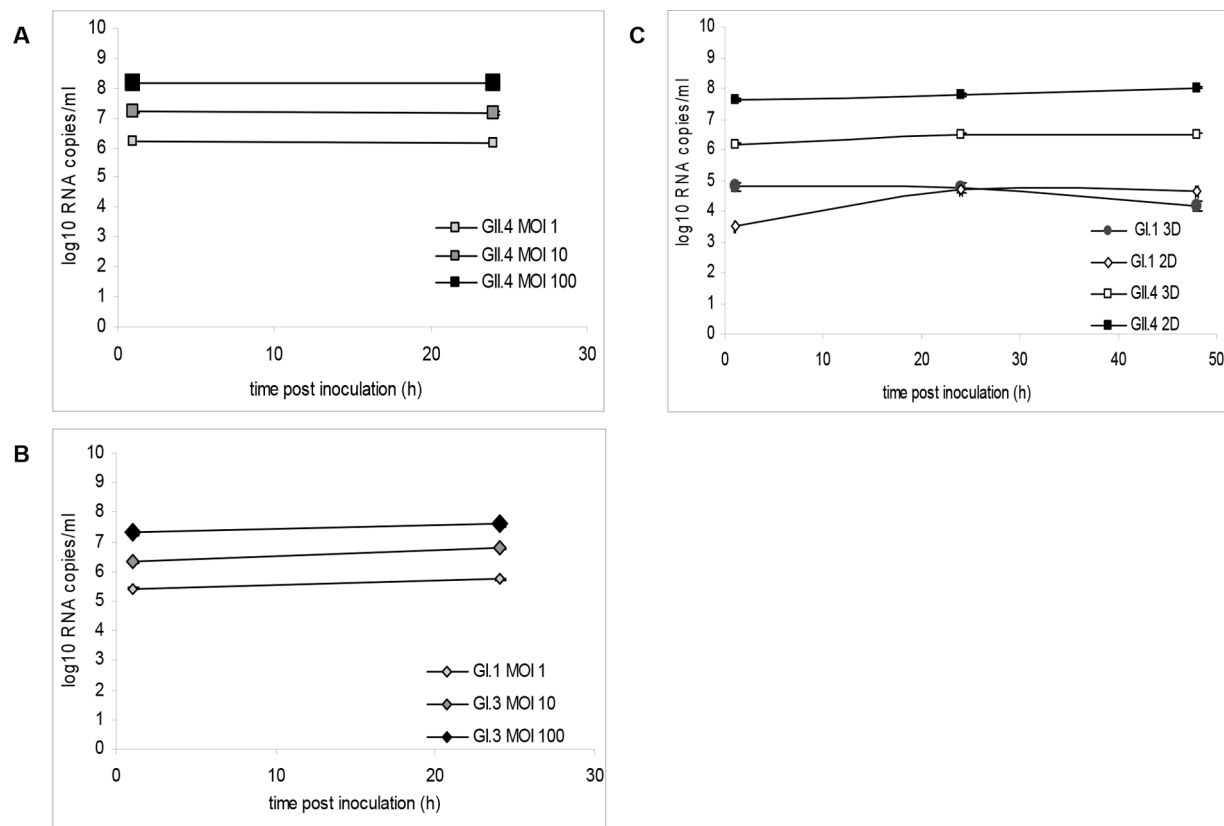 A
10
9
8
7
6
5
4
3
2
1
0
log10 RNA copies/ml
GII.4 MOI 1
GII.4 MOI 10
GII.4 MOI 100
0 10 20 30
time post inoculation (h)
B
10
9
8
7
6
5
4
3
2
1
0
log10 RNA copies/ml
GI.1 MOI 1
GI.3 MOI 10
GI.3 MOI 100
0 10 20 30
time post inoculation (h)
C
10
9
8
7
6
5
4
3
2
1
0
log10 RNA copies/ml
GI.1 3D
GI.1 2D
GII.4 3D
GII.4 2D
0 10 20 30 40 50
time post inoculation (h)